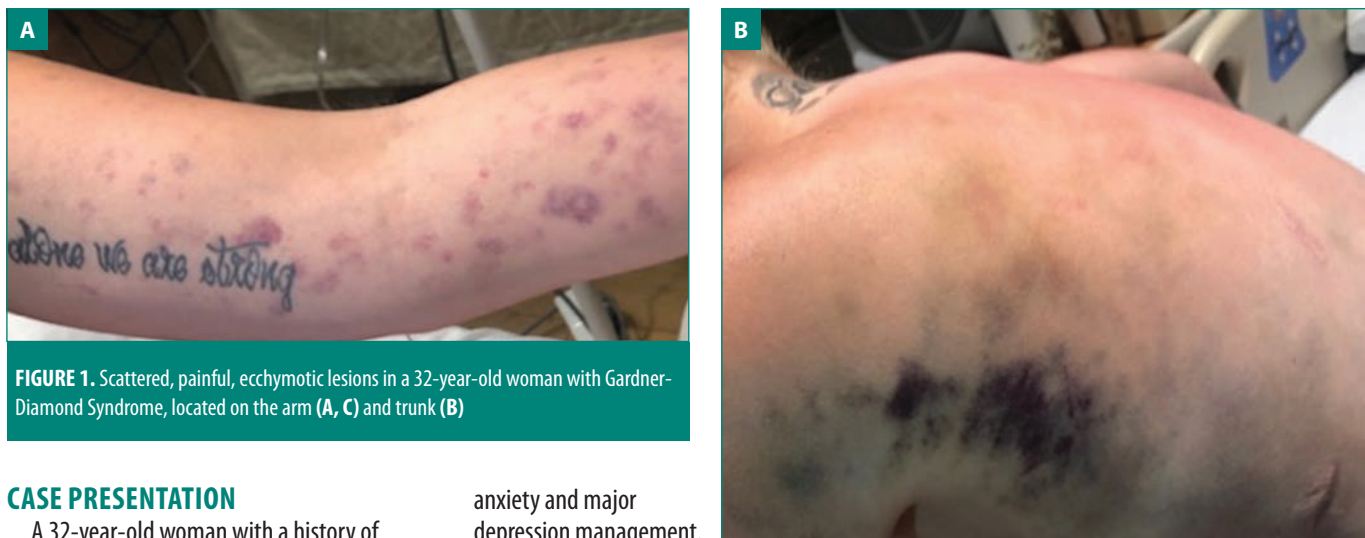 A
B
alone we are strong
FIGURE 1. Scattered, painful, ecchymotic lesions in a 32-year-old woman with Gardner-
Diamond Syndrome, located on the arm (A, C) and trunk (B)
CASE PRESENTATION
A 32-year-old woman with a history of
anxiety and major
depression management.